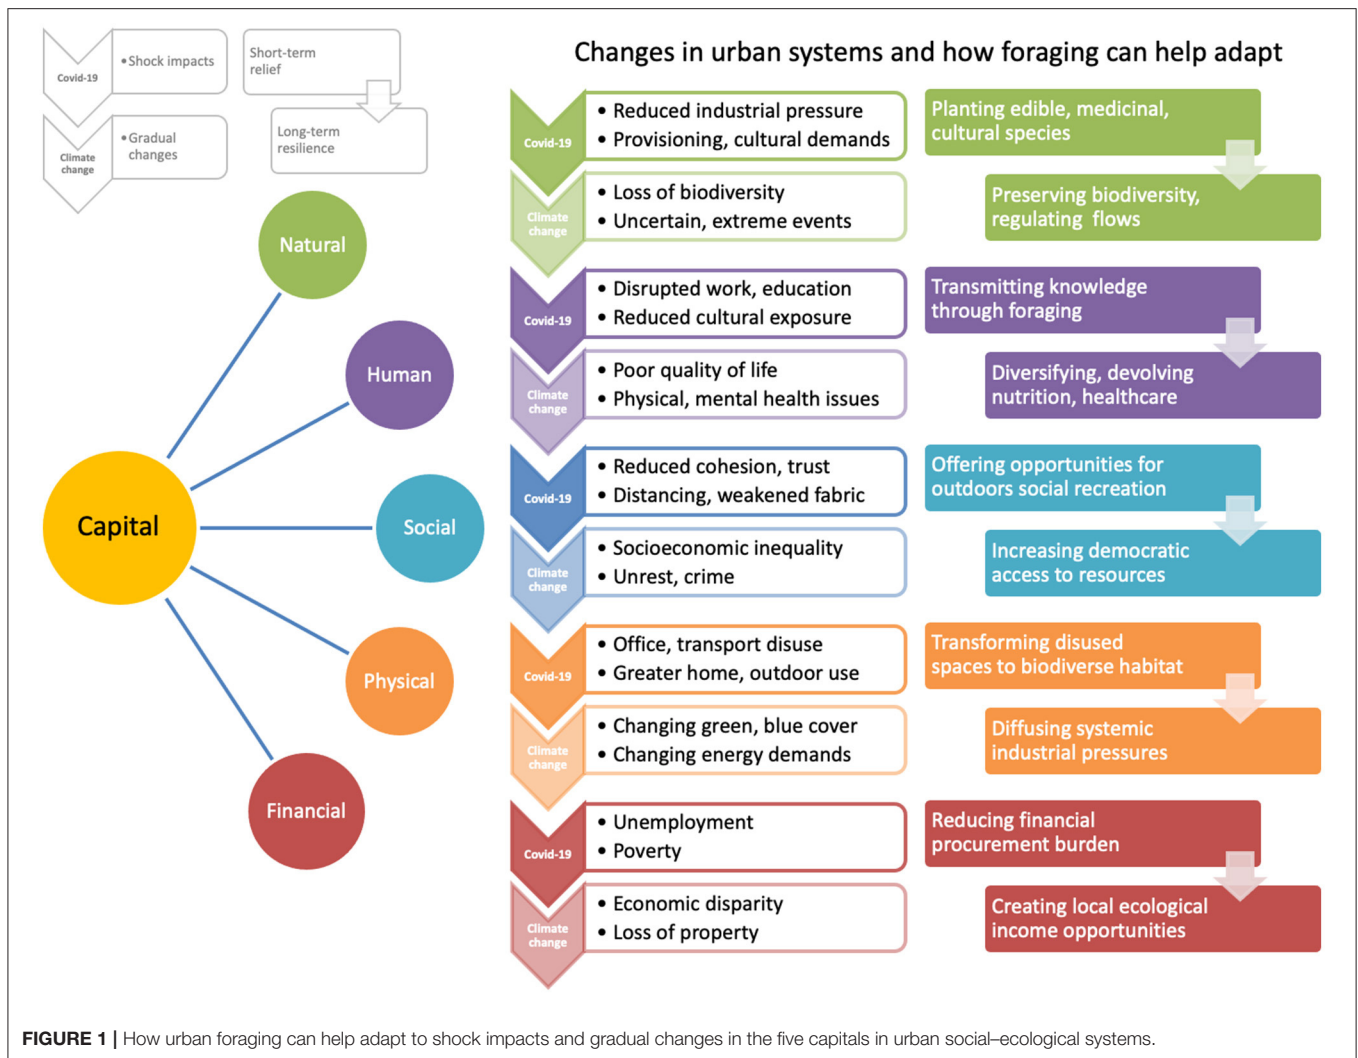 Covid-19
• Shock impacts
Short-term
relief
Climate
change
• Gradual
changes
Long-term
resilience
Changes in urban systems and how foraging can help adapt
Capital
Natural
Human
Social
Physical
Financial
Covid-19
• Reduced industrial pressure
• Provisioning, cultural demands
Planting edible, medicinal,
cultural species
Climate
change
• Loss of biodiversity
• Uncertain, extreme events
Preserving biodiversity,
regulating flows
Covid-19
• Disrupted work, education
• Reduced cultural exposure
Transmitting knowledge
through foraging
Climate
change
• Poor quality of life
• Physical, mental health issues
Diversifying, devolving
nutrition, healthcare
Covid-19
• Reduced cohesion, trust
• Distancing, weakened fabric
Offering opportunities for
outdoors social recreation
Climate
change
• Socioeconomic inequality
• Unrest, crime
Increasing democratic
access to resources
Covid-19
• Office, transport disuse
• Greater home, outdoor use
Transforming disused
spaces to biodiverse habitat
Climate
change
• Changing green, blue cover
• Changing energy demands
Diffusing systemic
industrial pressures
Covid-19
• Unemployment
• Poverty
Reducing financial
procurement burden
Climate
change
• Economic disparity
• Loss of property
Creating local ecological
income opportunities
FIGURE 1 | How urban foraging can help adapt to shock impacts and gradual changes in the five capitals in urban social–ecological systems.